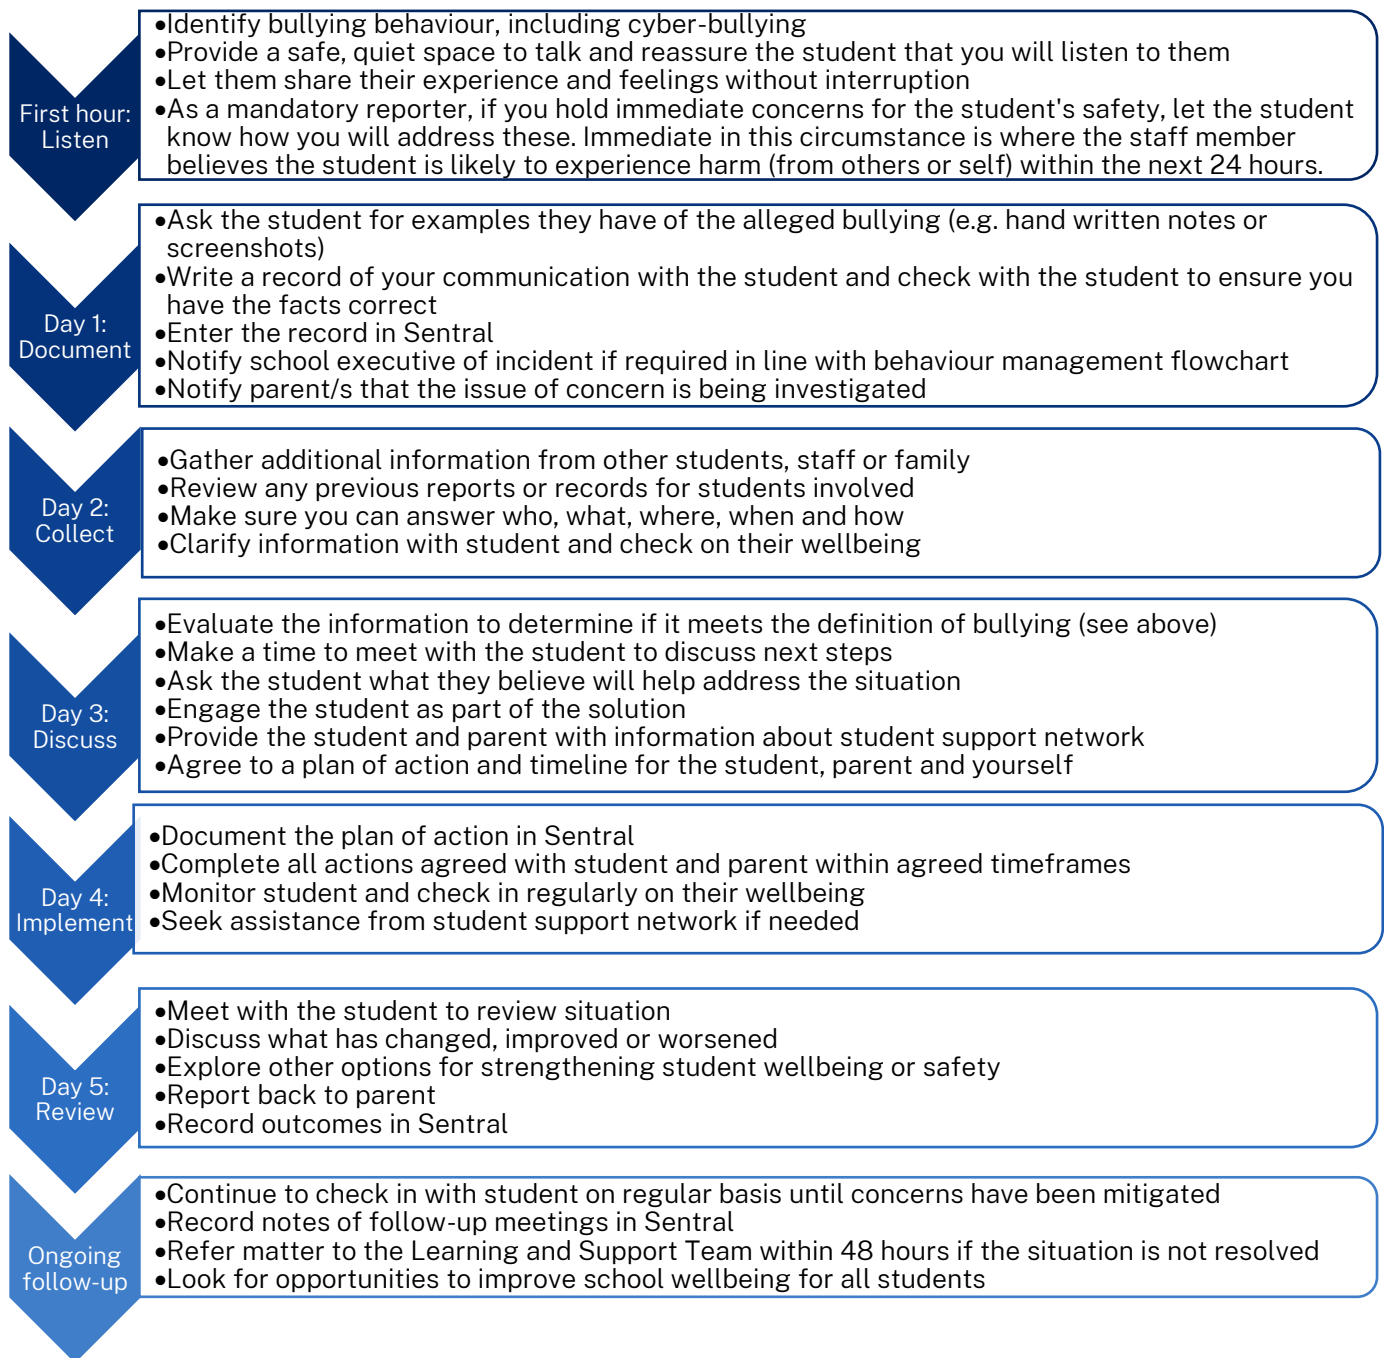 First hour:
Listen
•Identify bullying behaviour, including cyber-bullying
•Provide a safe, quiet space to talk and reassure the student that you will listen to them
•Let them share their experience and feelings without interruption
•As a mandatory reporter, if you hold immediate concerns for the student's safety, let the student
know how you will address these. Immediate in this circumstance is where the staff member
believes the student is likely to experience harm (from others or self) within the next 24 hours.
Day 1:
Document
•Ask the student for examples they have of the alleged bullying (e.g. hand written notes or
screenshots)
•Write a record of your communication with the student and check with the student to ensure you
have the facts correct
•Enter the record in Sentral
•Notify school executive of incident if required in line with behaviour management flowchart
•Notify parent/s that the issue of concern is being investigated
Day 2:
Collect
•Gather additional information from other students, staff or family
•Review any previous reports or records for students involved
•Make sure you can answer who, what, where, when and how
•Clarify information with student and check on their wellbeing
Day 3:
Discuss
•Evaluate the information to determine if it meets the definition of bullying (see above)
•Make a time to meet with the student to discuss next steps
•Ask the student what they believe will help address the situation
•Engage the student as part of the solution
•Provide the student and parent with information about student support network
•Agree to a plan of action and timeline for the student, parent and yourself
Day 4:
Implement
•Document the plan of action in Sentral
•Complete all actions agreed with student and parent within agreed timeframes
•Monitor student and check in regularly on their wellbeing
•Seek assistance from student support network if needed
Day 5:
Review
•Meet with the student to review situation
•Discuss what has changed, improved or worsened
•Explore other options for strengthening student wellbeing or safety
•Report back to parent
•Record outcomes in Sentral
Ongoing
follow-up
•Continue to check in with student on regular basis until concerns have been mitigated
•Record notes of follow-up meetings in Sentral
•Refer matter to the Learning and Support Team within 48 hours if the situation is not resolved
•Look for opportunities to improve school wellbeing for all students